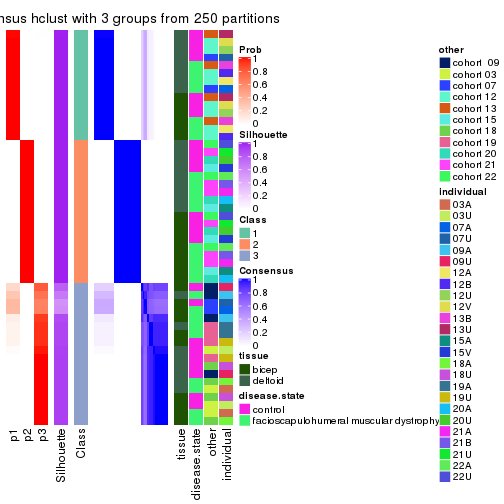 nsus heatmap with 3 groups from 250 partitions
Prob
1
0.8
0.6
0.4
0.2
0
Silhouette
1
0.8
0.6
0.4
0.2
0
Class
1
2
3
Consensus
1
0.8
0.6
0.4
0.2
0
tissue
bicep
deltoid
disease.state
control
facioscapulohumeral muscular dystrophy
other
cohort 09
cohort 03
cohort 07
cohort 12
cohort 13
cohort 15
cohort 18
cohort 19
cohort 20
cohort 21
cohort 22
individual
03A
03U
07A
07U
09A
09U
12A
12B
12U
12V
13B
13U
15A
15V
18A
18U
19A
19U
20A
20U
21A
21B
21U
22A
22U
p1
p2
p3
Silhouette
Class
tissue
disease.state
other
individual